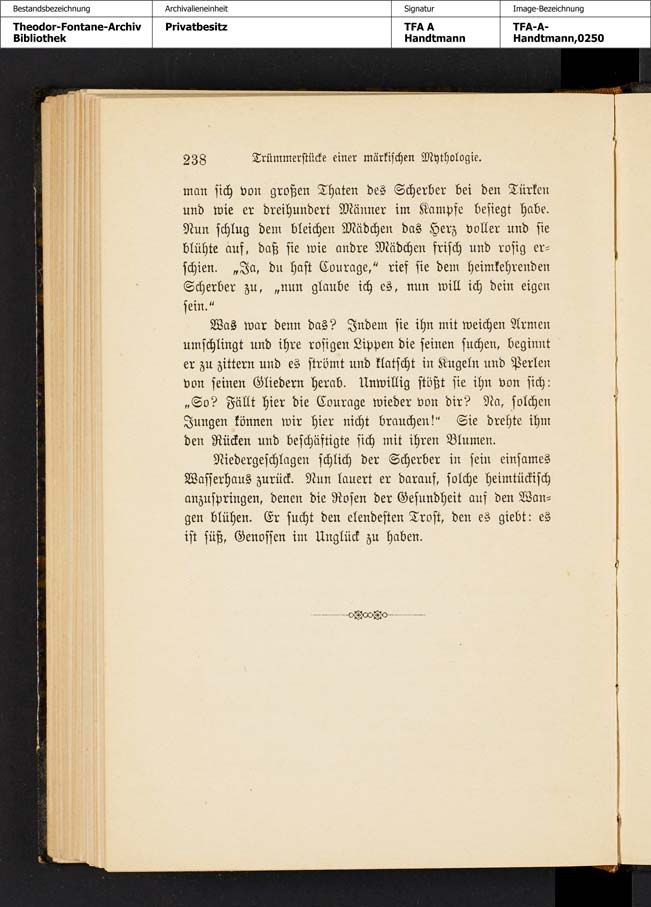 Bestandsbezeichnung
Archivalieneinheit
Signatur
Image-Bezeichnung
Theodor-Fontane-Archiv
Bibliothek
Privatbesitz
TFA A
Handtmann
TFA-A-
Handtmann,0250
238 Trümmerstücke einer märkischen Mythologie.
man sich von großen Thaten des Scherber bei den Türken
und wie er dreihundert Männer im Kampfe besiegt habe.
Nun schlug dem bleichen Mädchen das Herz voller und sie
blühte auf, daß sie wie andre Mädchen frisch und rosig er-
schien. „Ja, du hast Courage,“ rief sie dem heimkehrenden
Scherber zu, „nun glaube ich es, nun will ich dein eigen
sein.“
Was war denn das? Indem sie ihn mit weichen Armen
umschlingt und ihre rosigen Lippen die seinen suchen, beginnt
er zu zittern und es strömt und klatscht in Kugeln und Perlen
von seinen Gliedern herab. Unwillig stößt sie ihn von sich:
„So? Fällt hier die Courage wieder von dir? Na, solchen
Jungen können wir hier nicht brauchen!“ Sie drehte ihm
den Rücken und beschäftigte sich mit ihren Blumen.
Niedergeschlagen schlich der Scherber in sein einsames
Wasserhaus zurück. Nun lauert er darauf, solche heimtückisch
anzuspringen, denen die Rosen der Gesundheit auf den Wan-
gen blühen. Er sucht den elendesten Trost, den es giebt: es
ist süß, Genossen im Unglück zu haben.